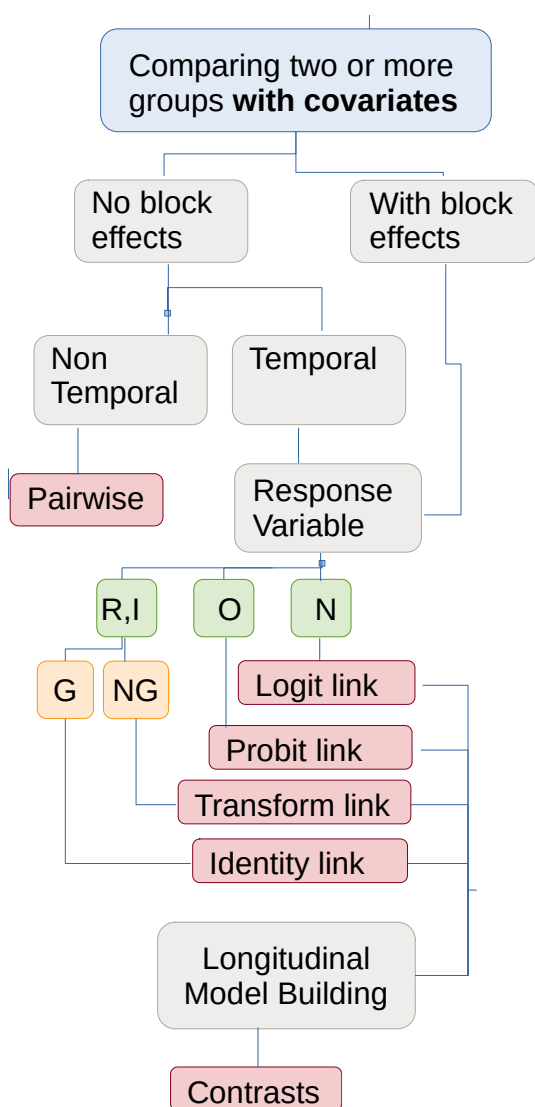 Comparing two or more
groups with covariates
No block
effects
With block
effects
Non
Temporal
Temporal
Pairwise
Response
Variable
R,I
O
N
G
NG
Logit link
Probit link
Transform link
Identity link
Longitudinal
Model Building
Contrasts